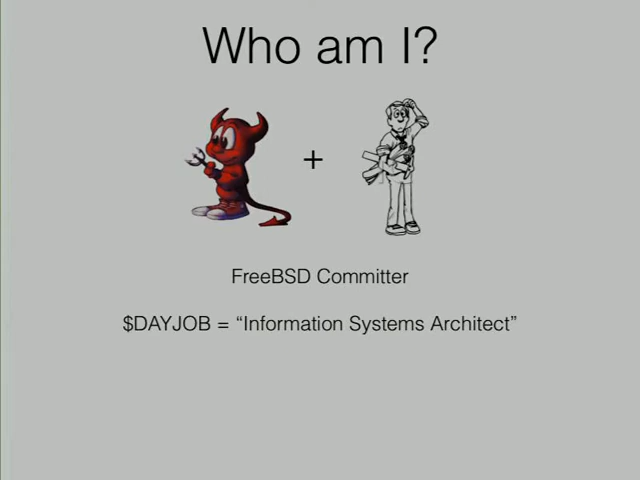 Who am I?
+
FreeBSD Committer
$DAYJOB = “Information Systems Architect”